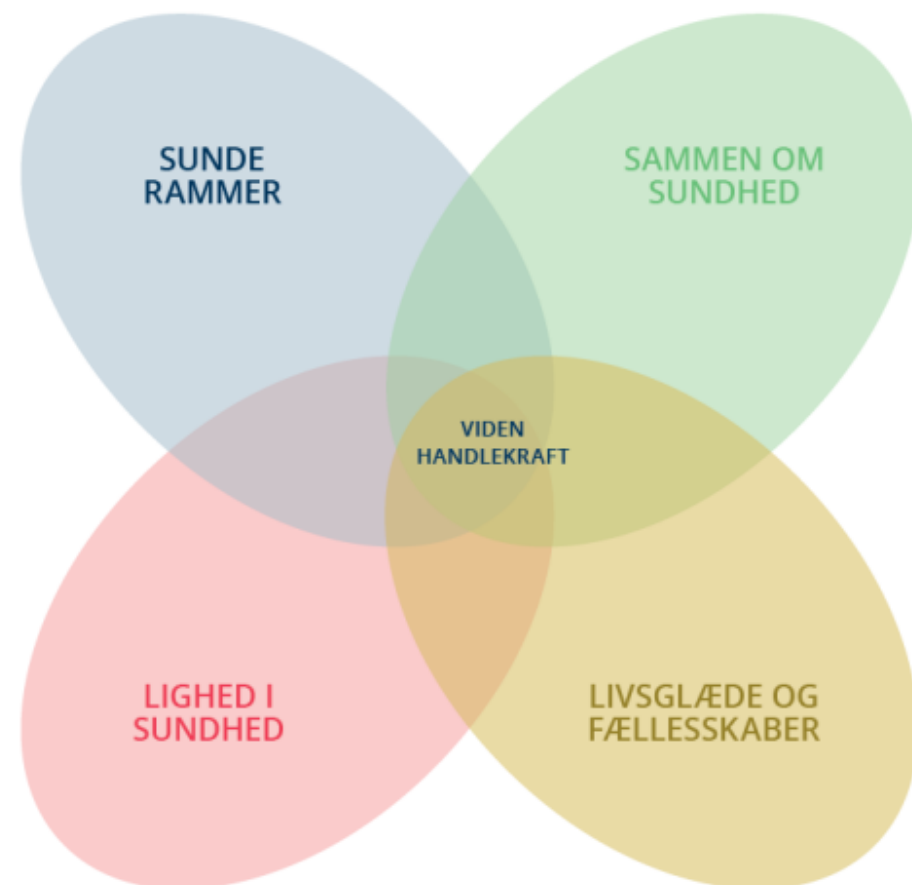 SUNDE
RAMMER
SAMMEN OM
SUNDHED
VIDEN
HANDLEKRAFT
LIGHED I
SUNDHED
LIVSGLÆDE OG
FÆLLESSKABER